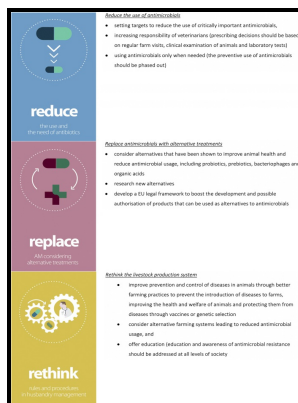 Reduce the use of antimicrobials
setting targets to reduce the use of critically important antimicrobials,
increasing responsibility of veterinarians (prescribing decisions should be based
on regular farm visits, clinical examination of animals and laboratory tests)
using antimicrobials only when needed (the preventive use of antimicrobials
should be phased out)
reduce
the use and
the need of antibiotics
Replace antimicrobials with alternative treatments
consider alternatives that have been shown to improve animal health and
reduce antimicrobial usage, including probiotics, prebiotics, bacteriophages and
organic acids
research new alternatives
develop a EU legal framework to boost the development and possible
authorisation of products that can be used as alternatives to antimicrobials
replace
AM considering
alternative treatments
Rethink the livestock production system
improve prevention and control of diseases in animals through better
farming practices to prevent the introduction of diseases to farms,
improving the health and welfare of animals and protecting them from
diseases through vaccines or genetic selection
consider alternative farming systems leading to reduced antimicrobial
usage, and
offer education (education and awareness of antimicrobial resistance
should be addressed at all levels of society
rethink
rules and procedures
in husbandry management